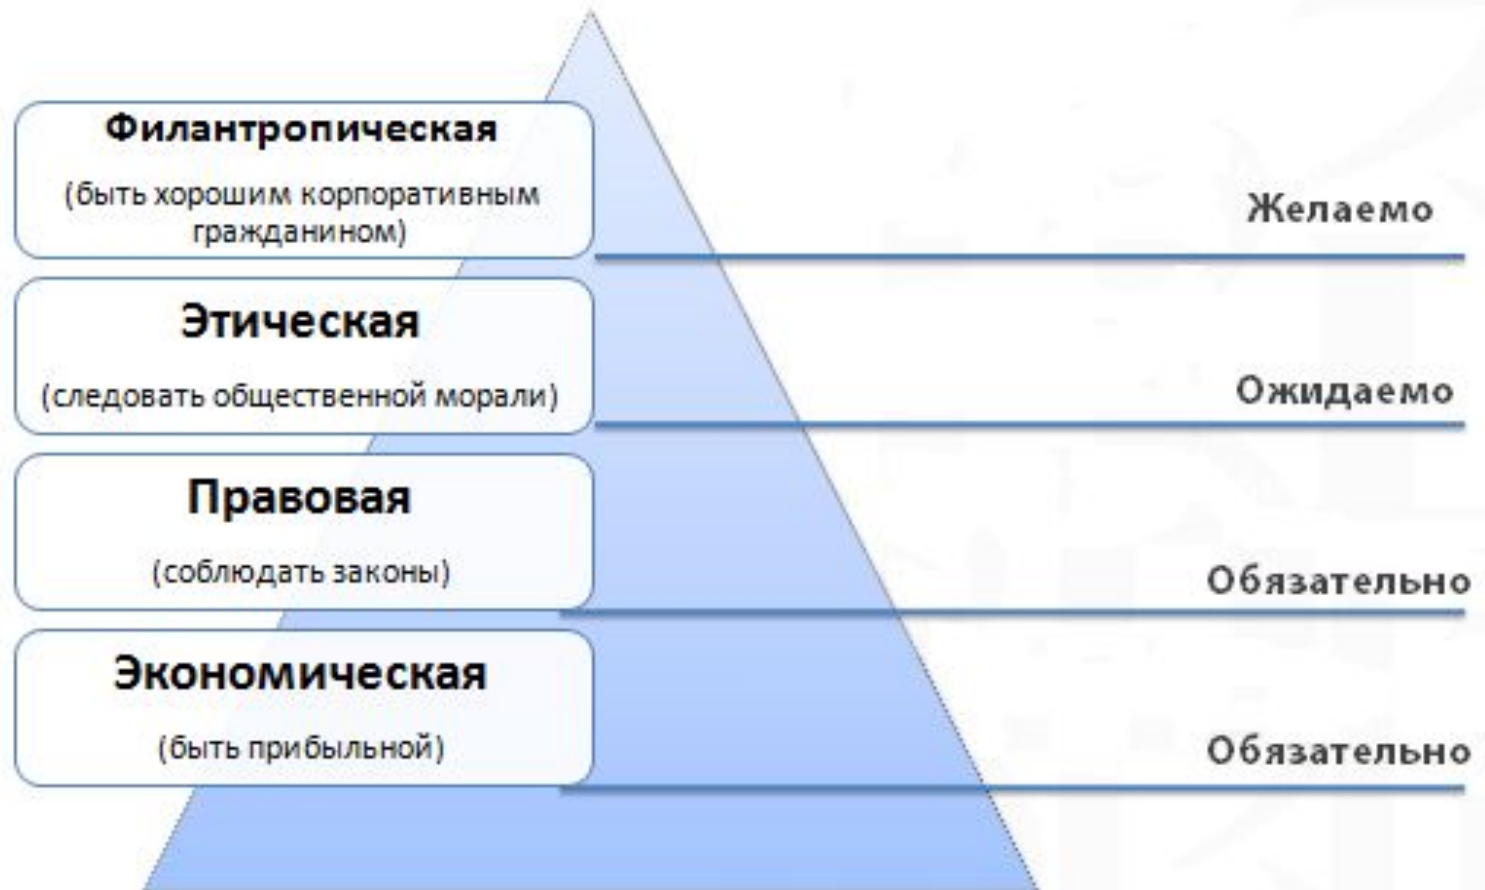 Филантропическая
(быть хорошим корпоративным
гражданином)
Желаемо
Этическая
(следовать общественной морали)
Ожидаемо
Правовая
(соблюдать законы)
Обязательно
Экономическая
(быть прибыльной)
Обязательно